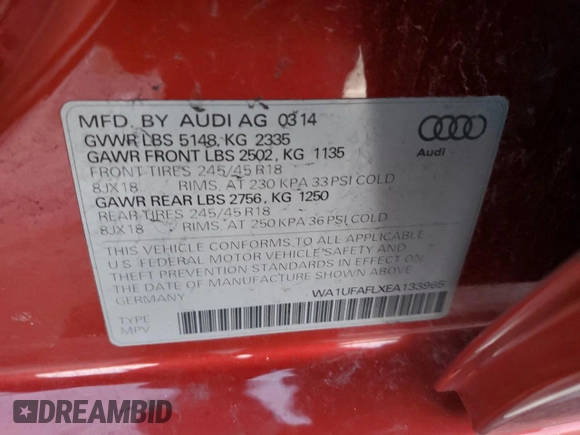 MFD. BY AUDI AG 03 14
GVWR LBS 5148, KG 2335
GAWR FRONT LBS 2502, KG 1135
FRONT TIRES 245/45 R18
8JX18 RIMS, AT 230 KPA 33 PSI COLD
GAWR REAR LBS 2756, KG 1250
REAR TIRES 245/45 R18
8JX18 RIMS, AT 250 KPA 36 PSI COLD
Audi
THIS VEHICLE CONFORMS TO ALL APPLICABLE
U.S. FEDERAL MOTOR VEHICLE SAFETY AND
THEFT PREVENTION STANDARDS IN EFFECT ON
THE DATE OF MANUFACTURE SHOWN ABOVE.
GERMANY
WA1UFAFLXEA133965
TYPE
MPV
DREAMBID